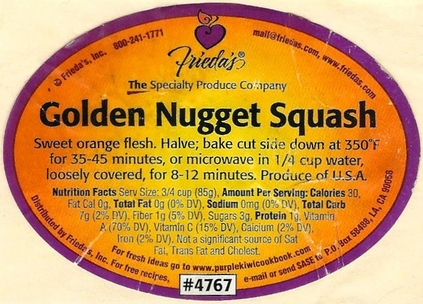 © Frieda's, Inc. 800-241-1771
mail@friedas.com, www.friedas.com
Frieda's®
The Specialty Produce Company
Golden Nugget Squash
Sweet orange flesh. Halve; bake cut side down at 350°F
for 35-45 minutes, or microwave in 1/4 cup water,
loosely covered, for 8-12 minutes. Produce of U.S.A.
Nutrition Facts Serv Size: 3/4 cup (85g), Amount Per Serving: Calories 30,
Fat Cal 0g, Total Fat 0g (0% DV), Sodium 0mg (0% DV), Total Carb
7g (2% DV), Fiber 1g (5% DV), Sugars 3g, Protein 1g, Vitamin
A (70% DV), Vitamin C (15% DV), Calcium (2% DV),
Iron (2% DV). Not a significant source of Sat
Fat, Trans Fat and Cholest.
For fresh ideas go to www.purplekiwicookbook.com
Distributed by Frieda's, Inc. For free recipes, e-mail or send SASE to P.O. Box 58488, LA, CA 90058
#4767